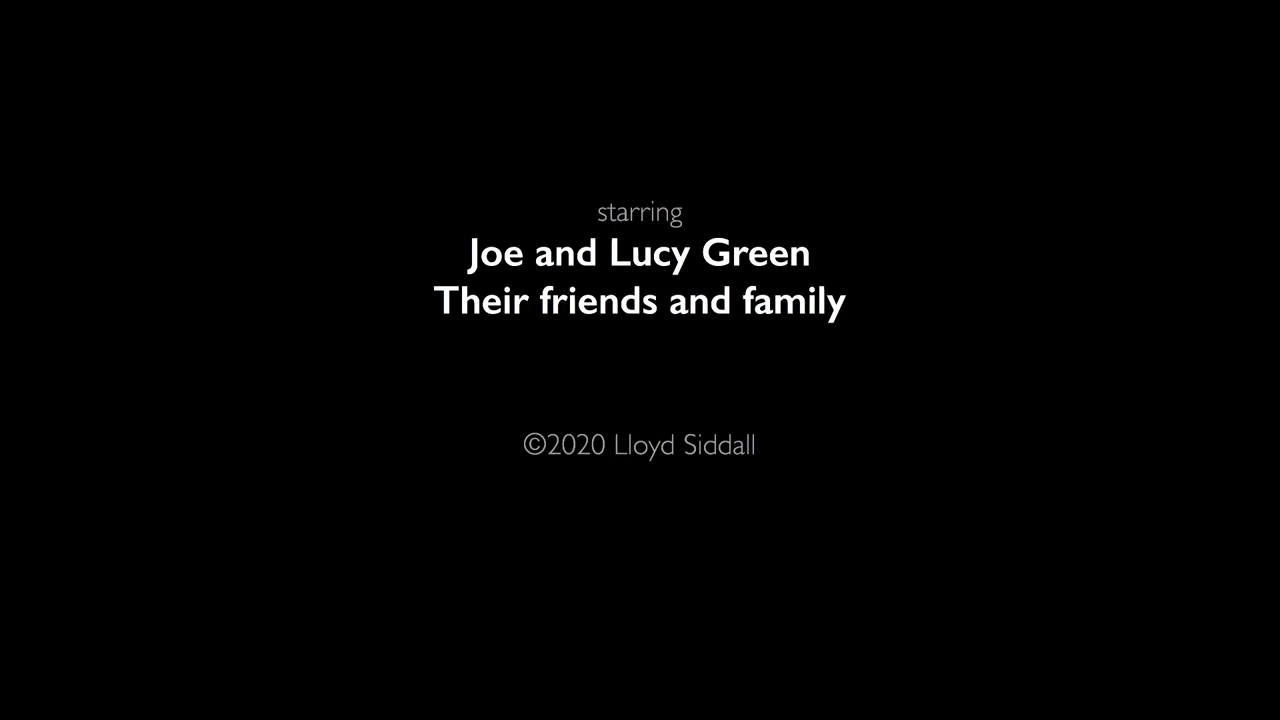 starring
Joe and Lucy Green
Their friends and family
©2020 Lloyd Siddall